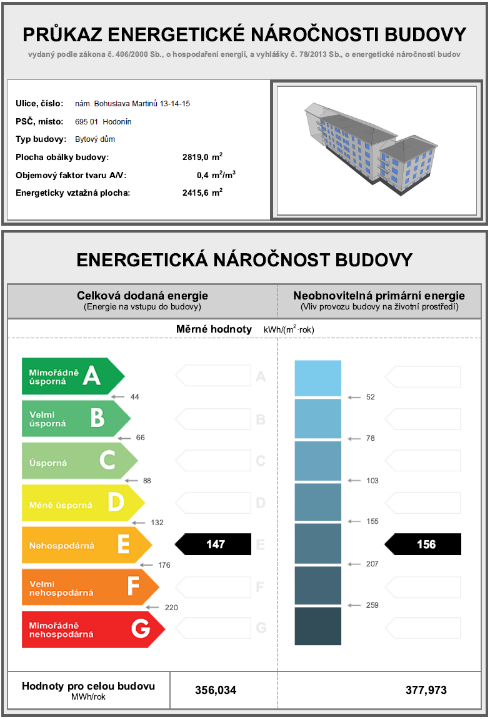 PRŮKAZ ENERGETICKÉ NÁROČNOSTI BUDOVY
vydaný podle zákona č. 406/2000 Sb., o hospodaření energií, a vyhlášky č. 78/2013 Sb., o energetické náročnosti budov
Ulice, číslo: nám. Bohuslava Martinů 13-14-15
PSČ, místo: 695 01 Hodonín
Typ budovy: Bytový dům
Plocha obálky budovy: 2819,0 m²
Objemový faktor tvaru A/V: 0,4 m²/m³
Energeticky vztažná plocha: 2415,6 m²
ENERGETICKÁ NÁROČNOST BUDOVY
Celková dodaná energie Neobnovitelná primární energie
(Energie na vstupu do budovy) (Vliv provozu budovy na životní prostředí)
Měrné hodnoty kWh/(m²·rok)
Mimořádně úsporná A A
44 52
Velmi úsporná B B
66 78
Úsporná C C
88 103
Méně úsporná D D
132 155
Nehospodárná E 147 E 156
176 207
Velmi nehospodárná F F
220 259
Mimořádně nehospodárná G G
Hodnoty pro celou budovu 356,034 377,973
MWh/rok